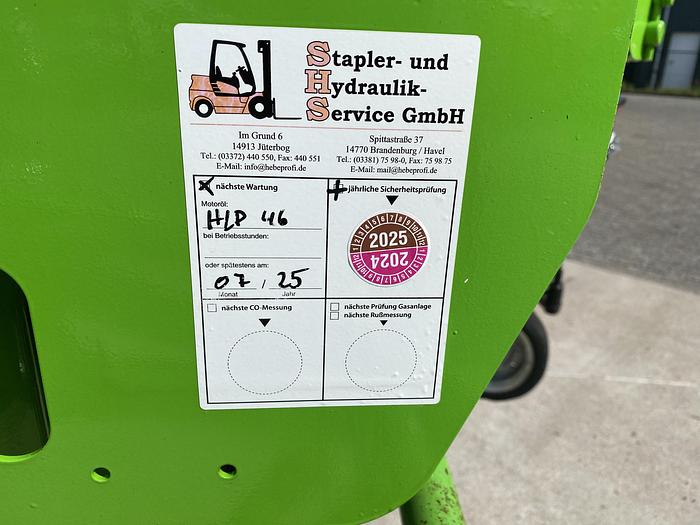 Stapler- und
Hydraulik-
Service GmbH
Im Grund 6
14913 Jüterbog
Tel.: (03372) 440 550, Fax: 440 551
E-Mail: info@hebeprofi.de
Spittastraße 37
14770 Brandenburg / Havel
Tel.: (03381) 75 98-0, Fax: 75 98 75
E-Mail: mail@hebeprofi.de
nächste Wartung
Motoröl:
HLP 46
bei Betriebsstunden:
oder spätestens am:
07 / 25
Monat Jahr
jährliche Sicherheitsprüfung
2025
2024
nächste CO-Messung
nächste Prüfung Gasanlage
nächste Rußmessung